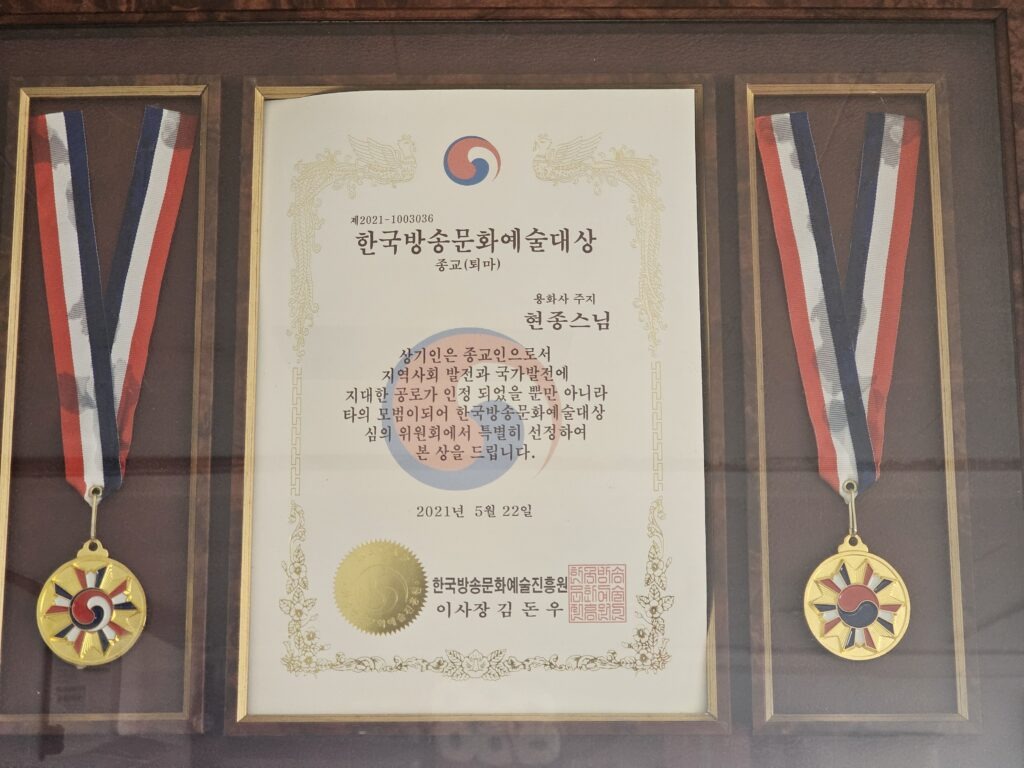 제2021-1003036
한국방송문화예술대상
종교(퇴마)
용화사 주지
현종스님
상기인은 종교인으로서
지역사회 발전과 국가발전에
지대한 공로가 인정 되었을 뿐만 아니라
타의 모범이되어 한국방송문화예술대상
심의 위원회에서 특별히 선정하여
본 상을 드립니다.
2021년 5월 22일
한국방송문화예술진흥원
이사장 김 돈 우